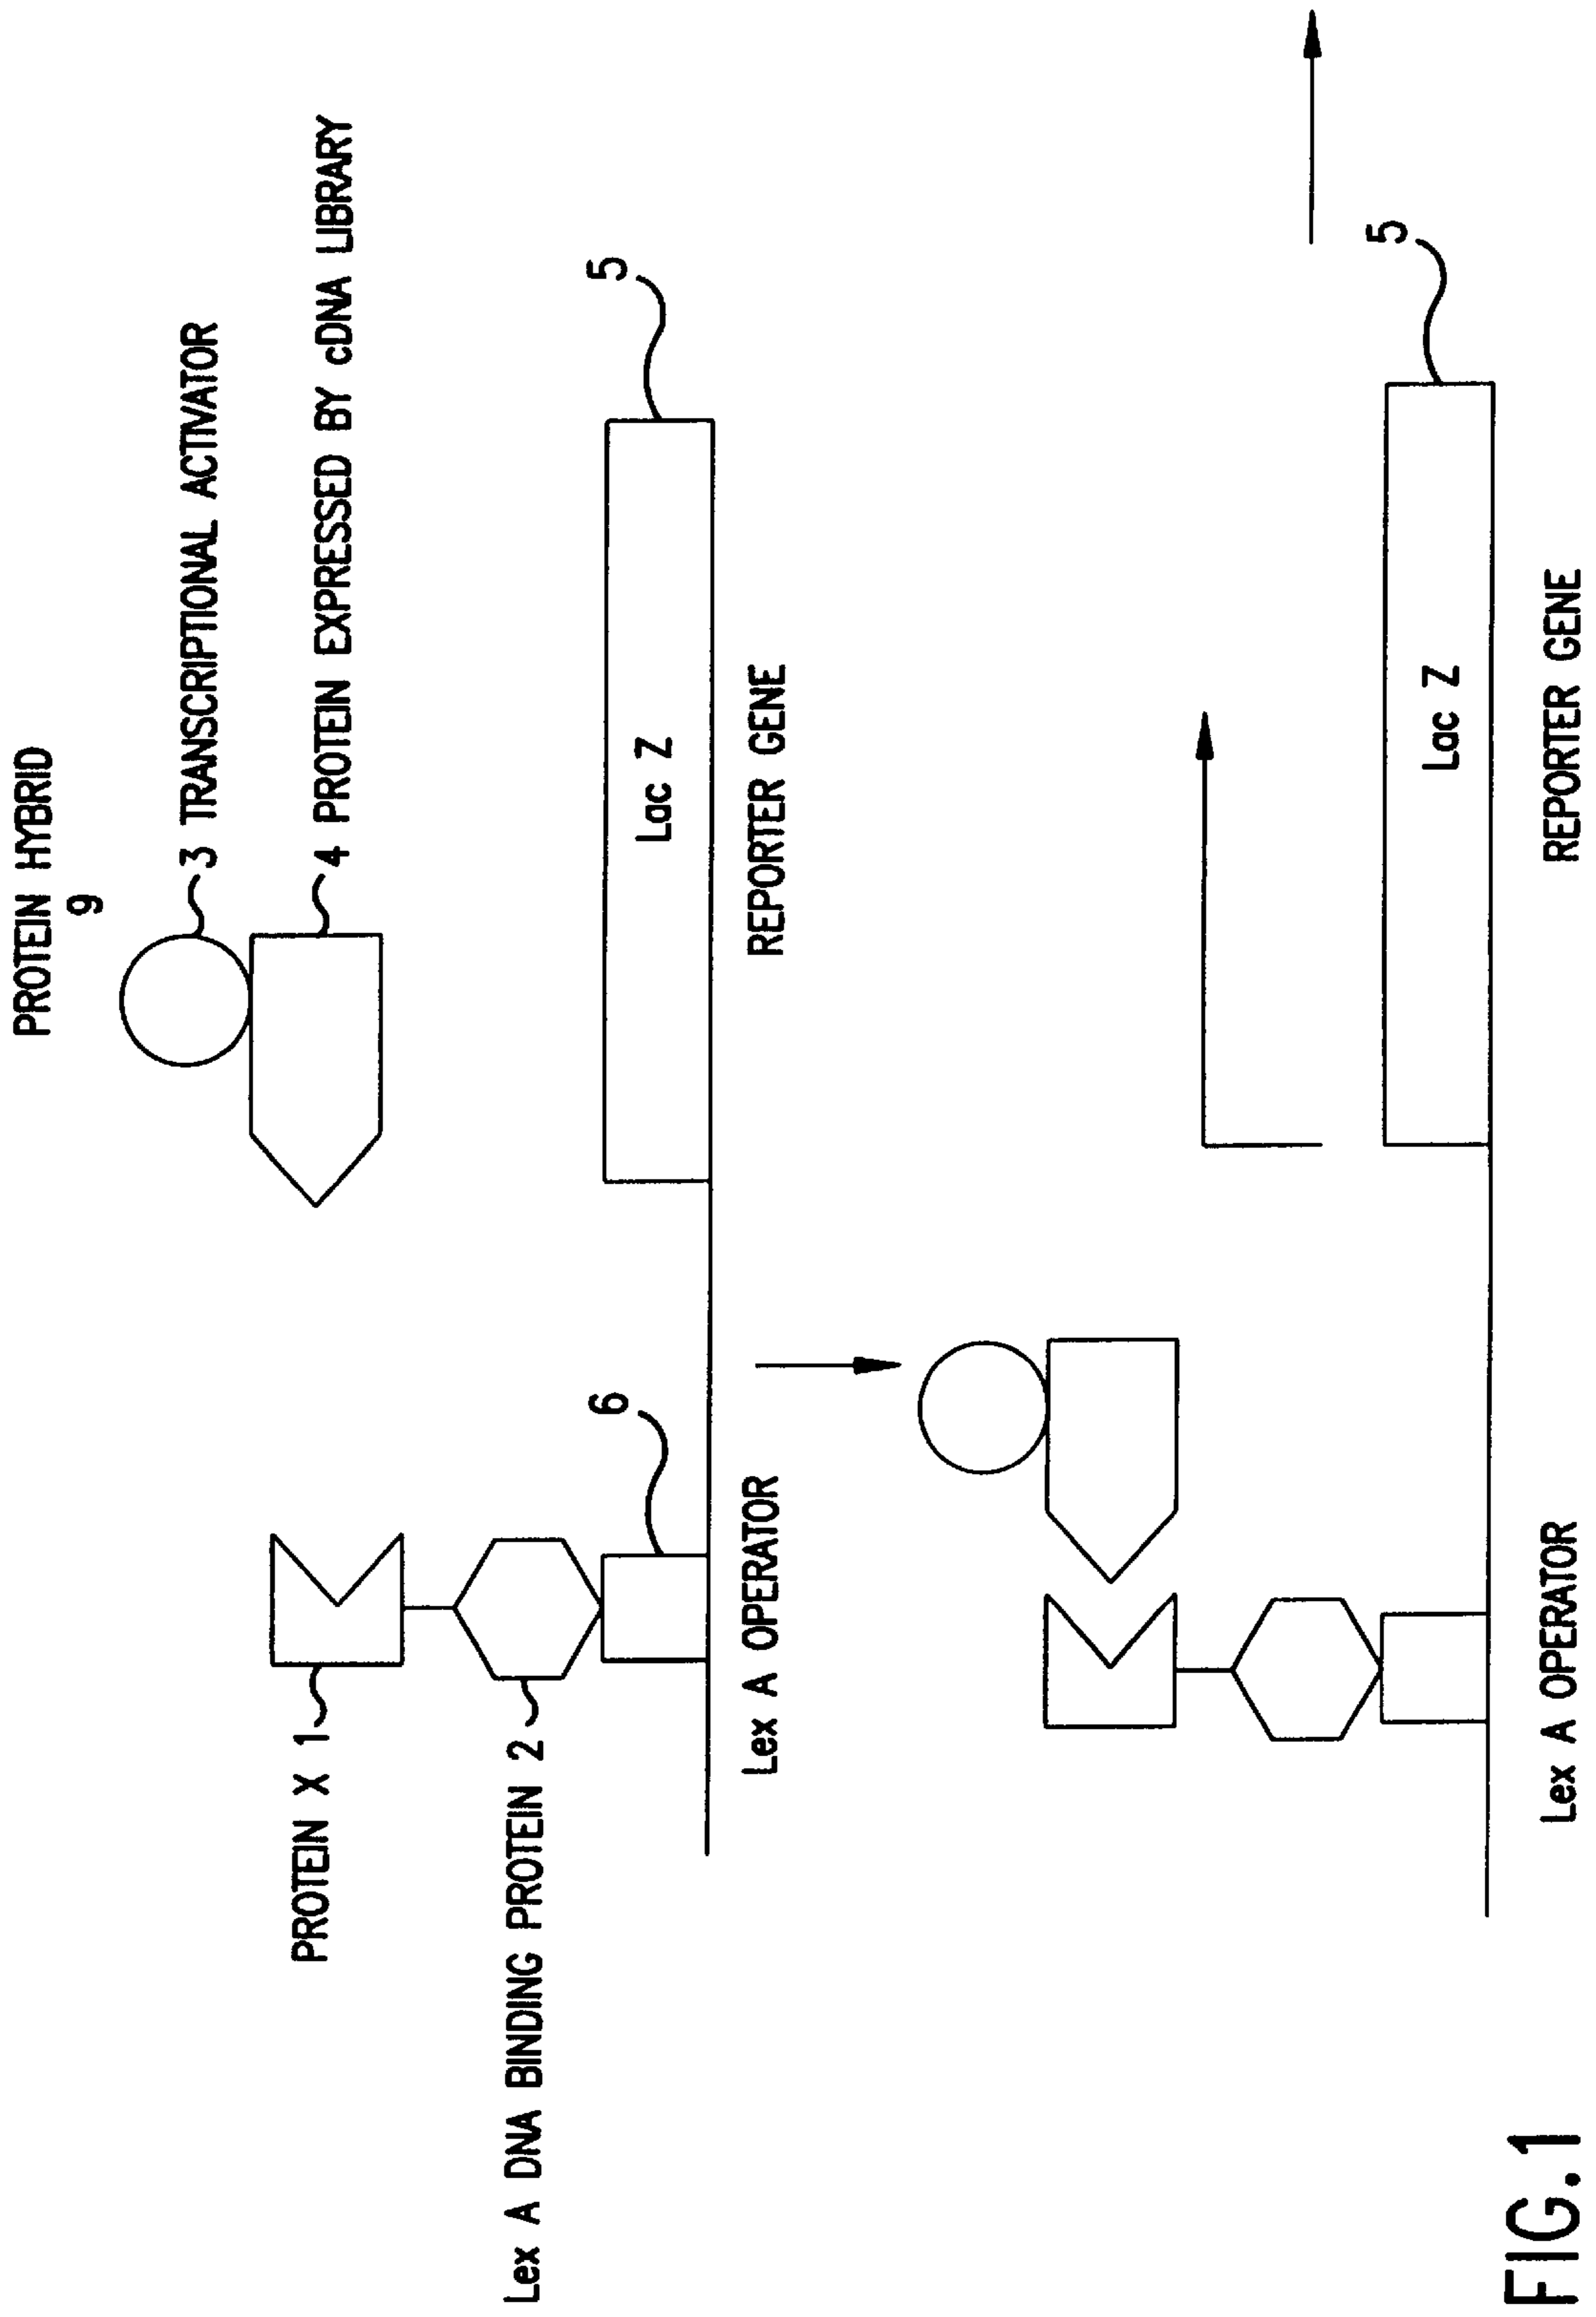 PROTEIN HYBRID
9
3 TRANSCRIPTIONAL ACTIVATOR
PROTEIN X 1
4 PROTEIN EXPRESSED BY cDNA LIBRARY
Lex A DNA BINDING PROTEIN 2
6
5
Lac Z
Lex A OPERATOR
REPORTER GENE
5
Lac Z
Lex A OPERATOR
REPORTER GENE
FIG.1